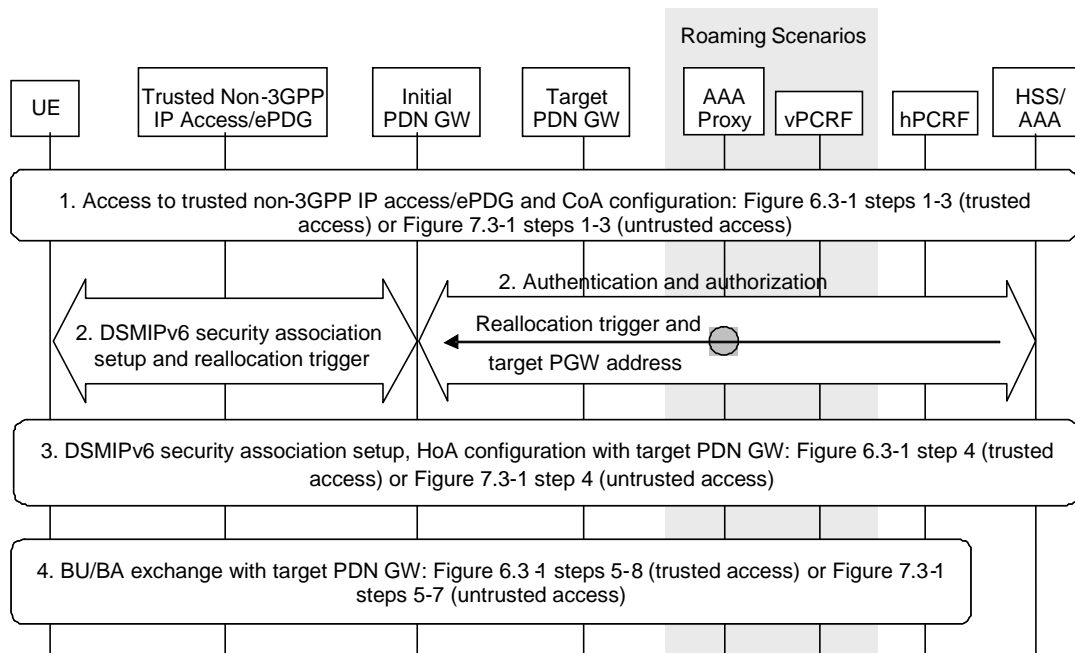 Roaming Scenarios
UE
Trusted Non-3GPP
IP Access/ePDG
Initial
PDN GW
Target
PDN GW
AAA
Proxy
vPCRF
hPCRF
HSS/
AAA
1. Access to trusted non-3GPP IP access/ePDG and CoA configuration: Figure 6.3-1 steps 1-3 (trusted
access) or Figure 7.3-1 steps 1-3 (untrusted access)
2. Authentication and authorization
2. DSMIPv6 security association
setup and reallocation trigger
Reallocation trigger and
target PGW address
3. DSMIPv6 security association setup, HoA configuration with target PDN GW: Figure 6.3-1 step 4 (trusted
access) or Figure 7.3-1 step 4 (untrusted access)
4. BU/BA exchange with target PDN GW: Figure 6.3-1 steps 5-8 (trusted access) or Figure 7.3-1
steps 5-7 (untrusted access)